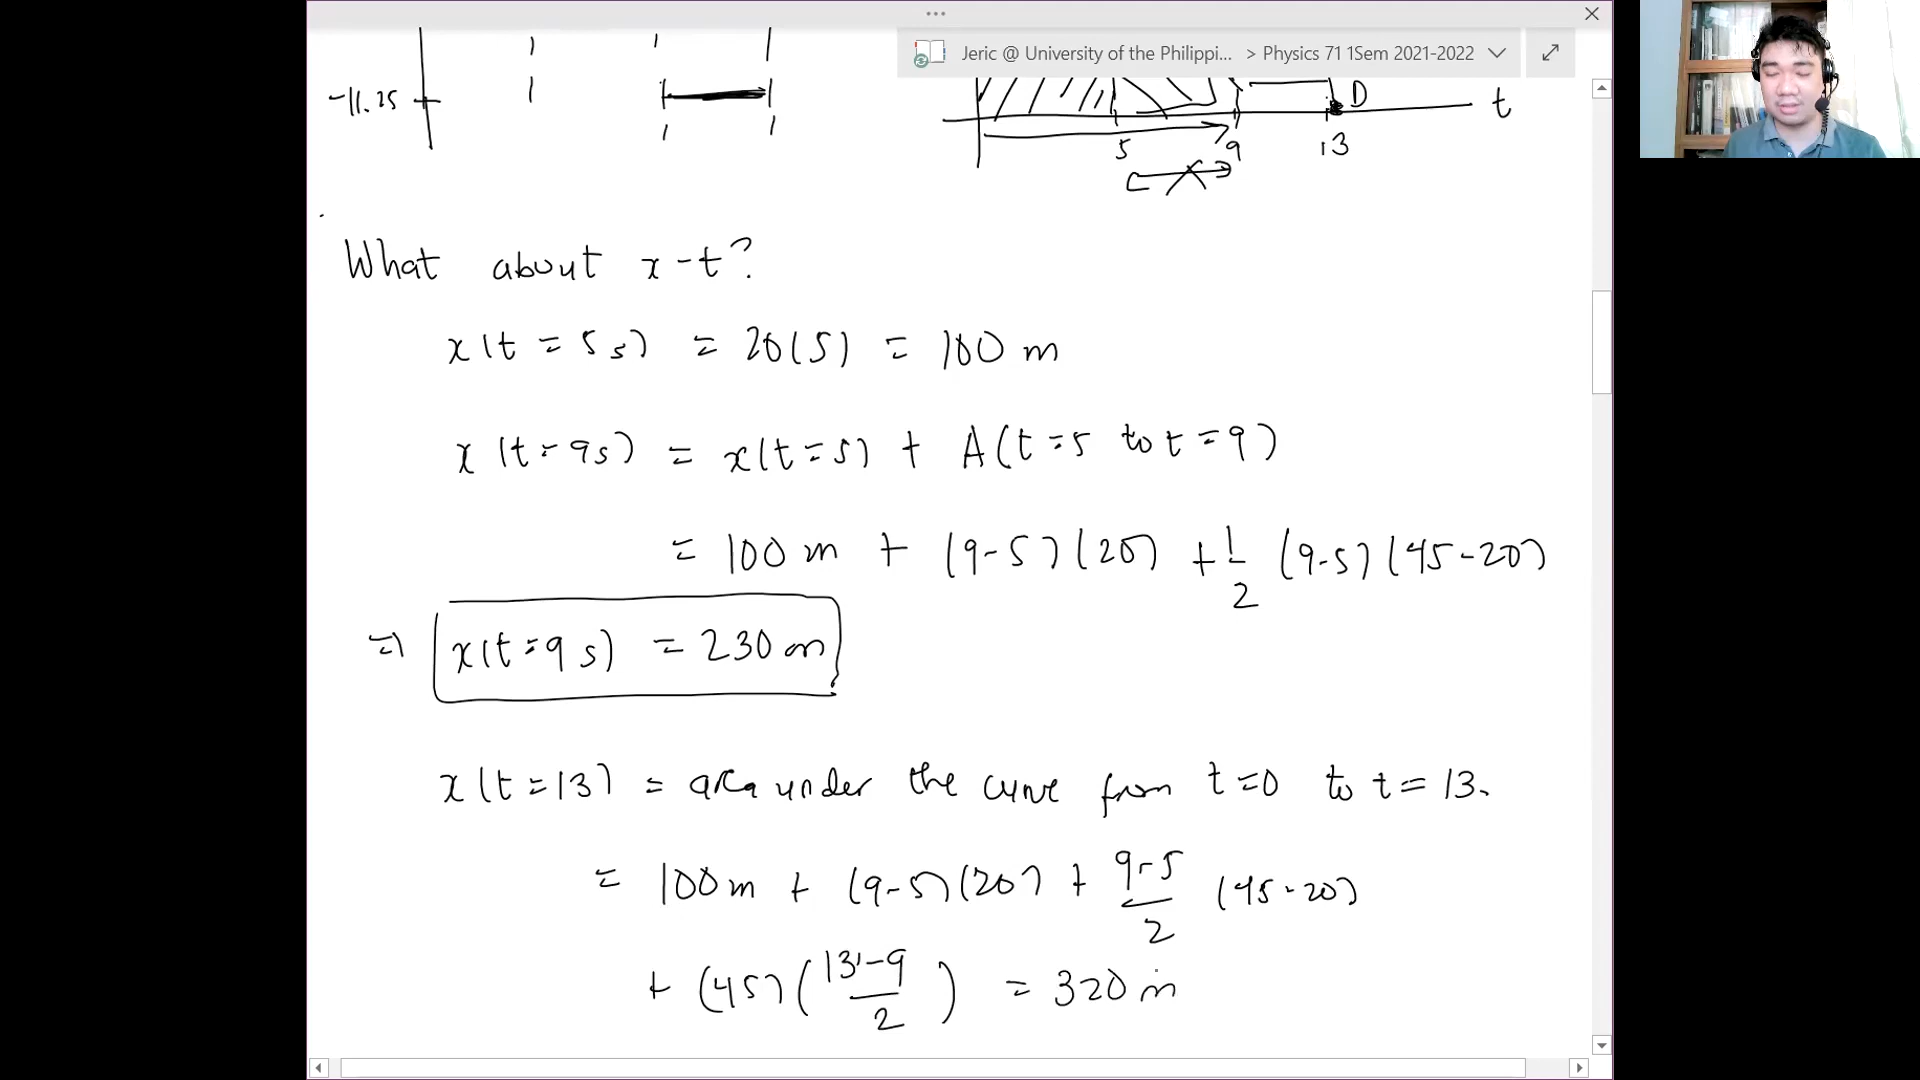 Jeric @ University of the Philippi... > Physics 71 1Sem 2021-2022
-11.25
D
t
5 9 13
What about x-t?
x(t = 5s) = 20(5) = 100 m
x(t=9s) = x(t=5) + A(t=5 to t=9)
= 100 m + (9-5)(20) + 1/2 (9-5)(45-20)
=> x(t=9s) = 230 m
x(t=13) = area under the curve from t=0 to t=13.
= 100m + (9-5)(20) + 9-5/2 (45-20)
+ (45)(13-9/2) = 320 m